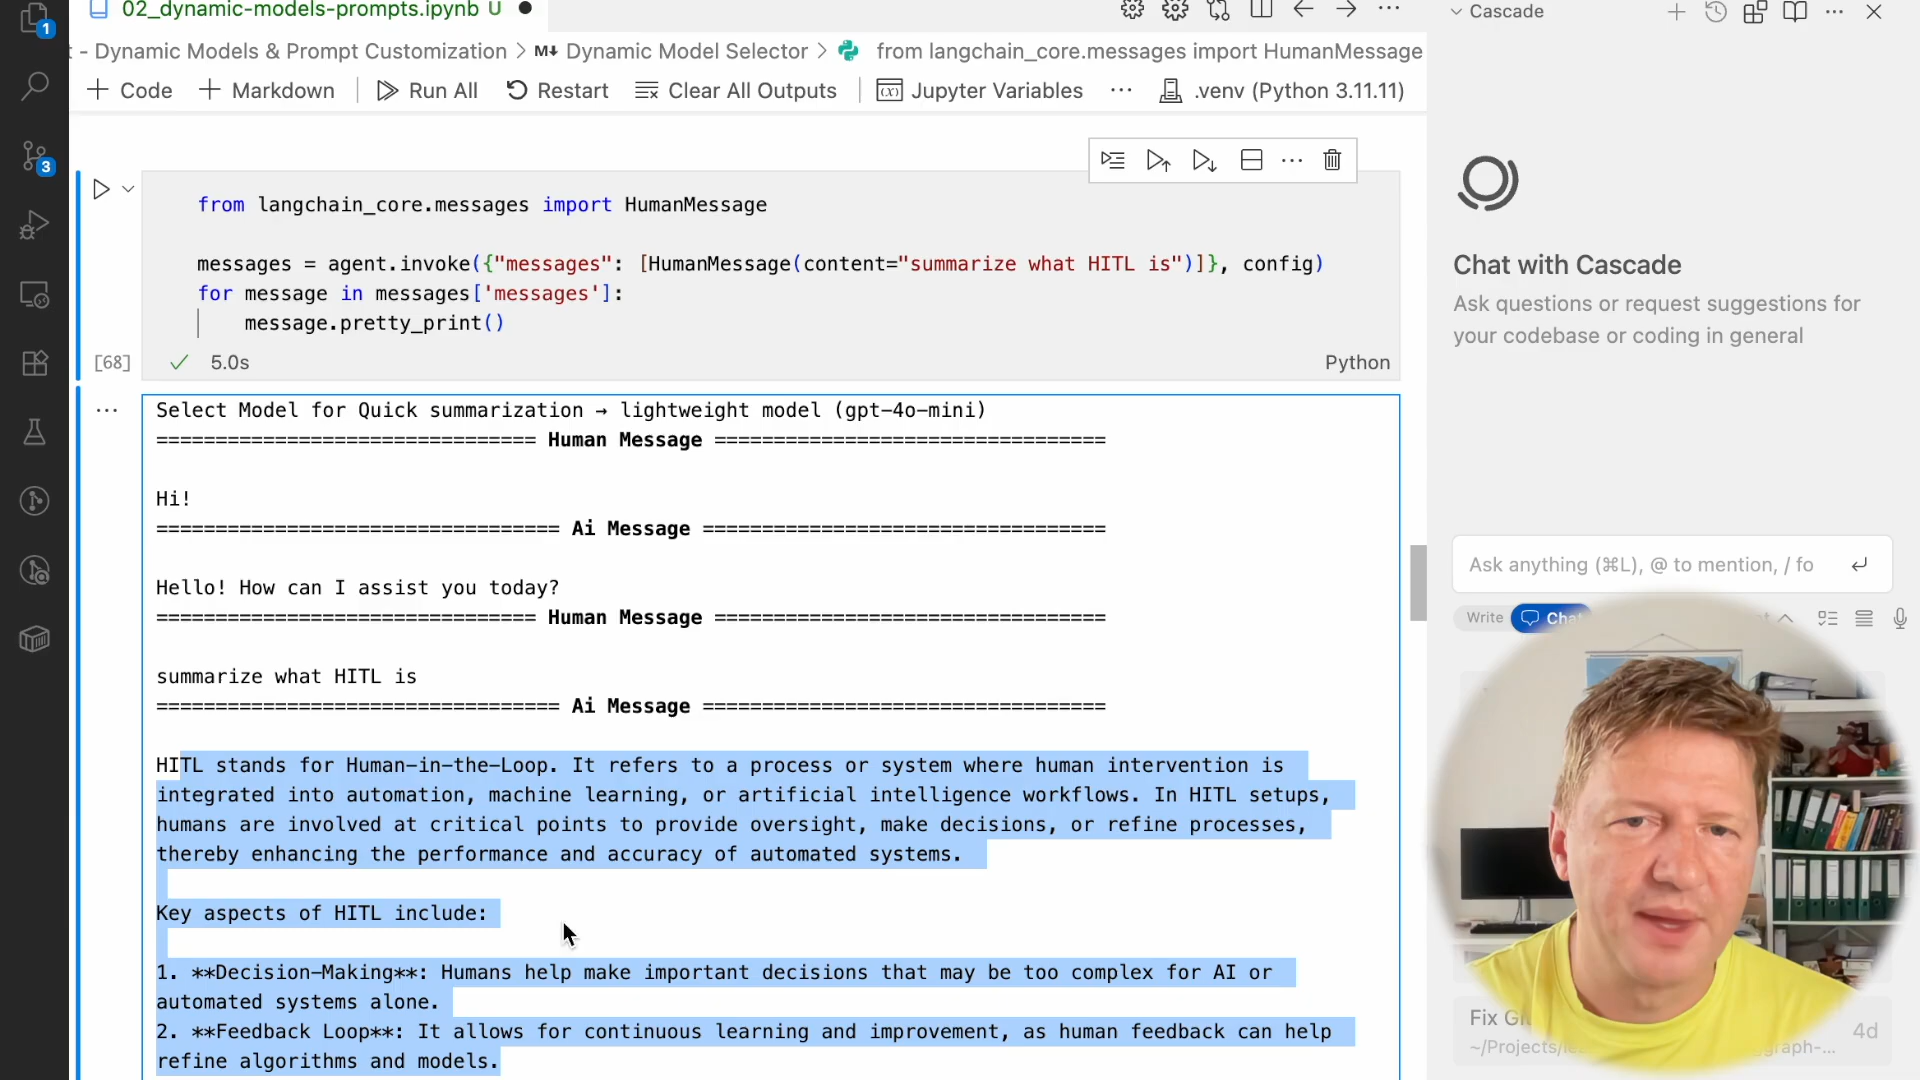 02_dynamic-models-prompts.ipynb U
Cascade
1
t - Dynamic Models & Prompt Customization > M↓ Dynamic Model Selector > from langchain_core.messages import HumanMessage
+ Code + Markdown Run All Restart Clear All Outputs Jupyter Variables ... .venv (Python 3.11.11)
3
from langchain_core.messages import HumanMessage
messages = agent.invoke({"messages": [HumanMessage(content="summarize what HITL is")]}, config)
for message in messages['messages']:
message.pretty_print()
[68] 5.0s Python
Chat with Cascade
Ask questions or request suggestions for
your codebase or coding in general
Select Model for Quick summarization → lightweight model (gpt-4o-mini)
================================ Human Message =================================
Hi!
================================== Ai Message ==================================
Hello! How can I assist you today?
================================ Human Message =================================
summarize what HITL is
================================== Ai Message ==================================
HITL stands for Human-in-the-Loop. It refers to a process or system where human intervention is
integrated into automation, machine learning, or artificial intelligence workflows. In HITL setups,
humans are involved at critical points to provide oversight, make decisions, or refine processes,
thereby enhancing the performance and accuracy of automated systems.
Key aspects of HITL include:
1. **Decision-Making**: Humans help make important decisions that may be too complex for AI or
automated systems alone.
2. **Feedback Loop**: It allows for continuous learning and improvement, as human feedback can help
refine algorithms and models.
Ask anything (⌘L), @ to mention, / fo
Write Chat
Fix Gi
4d
~/Projects/le
graph-...